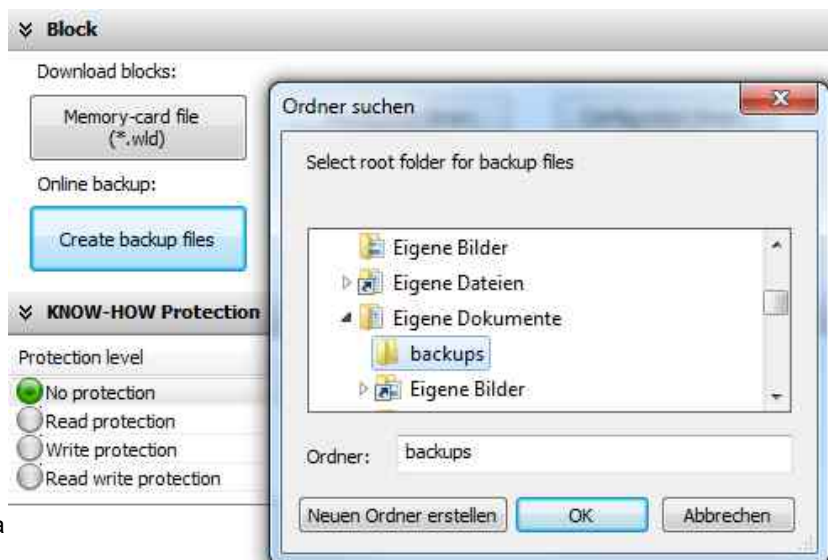 Block
Download blocks:
Memory-card file
(*.wld)
Online backup:
Create backup files
KNOW-HOW Protection
Protection level
No protection
Read protection
Write protection
Read write protection
a
Ordner suchen
Select root folder for backup files
Eigene Bilder
Eigene Dateien
Eigene Dokumente
backups
Eigene Bilder
Ordner:
backups
Neuen Ordner erstellen
OK
Abbrechen